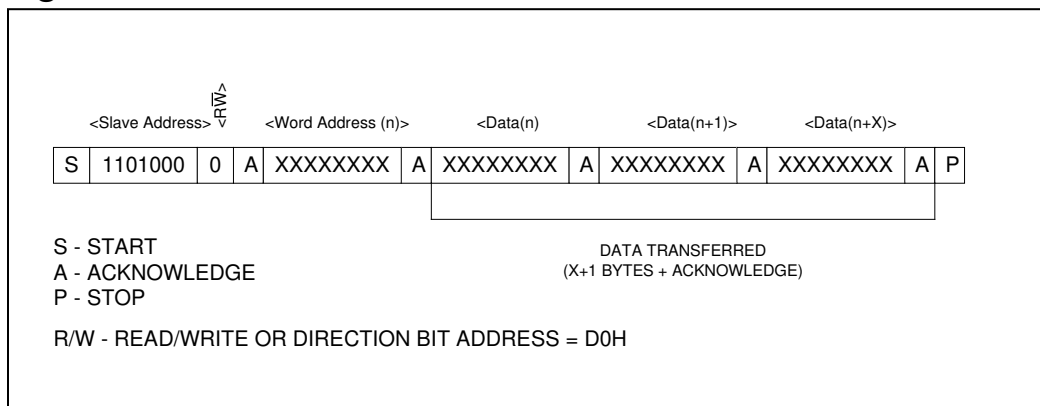 <Slave Address> <RW̅> <Word Address (n)> <Data(n) <Data(n+1)> <Data(n+X)>
S 1101000 0 A XXXXXXXX A XXXXXXXX A XXXXXXXX A XXXXXXXX A P
S - START
A - ACKNOWLEDGE
P - STOP
DATA TRANSFERRED
(X+1 BYTES + ACKNOWLEDGE)
R/W - READ/WRITE OR DIRECTION BIT ADDRESS = D0H